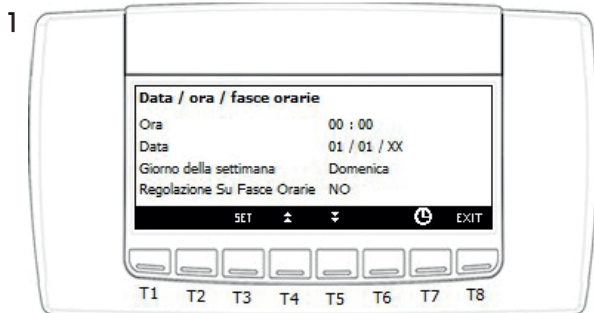 1
Data / ora / fasce orarie
Ora 00 : 00
Data 01 / 01 / XX
Giorno della settimana Domenica
Regolazione Su Fasce Orarie NO
SET EXIT
T1 T2 T3 T4 T5 T6 T7 T8